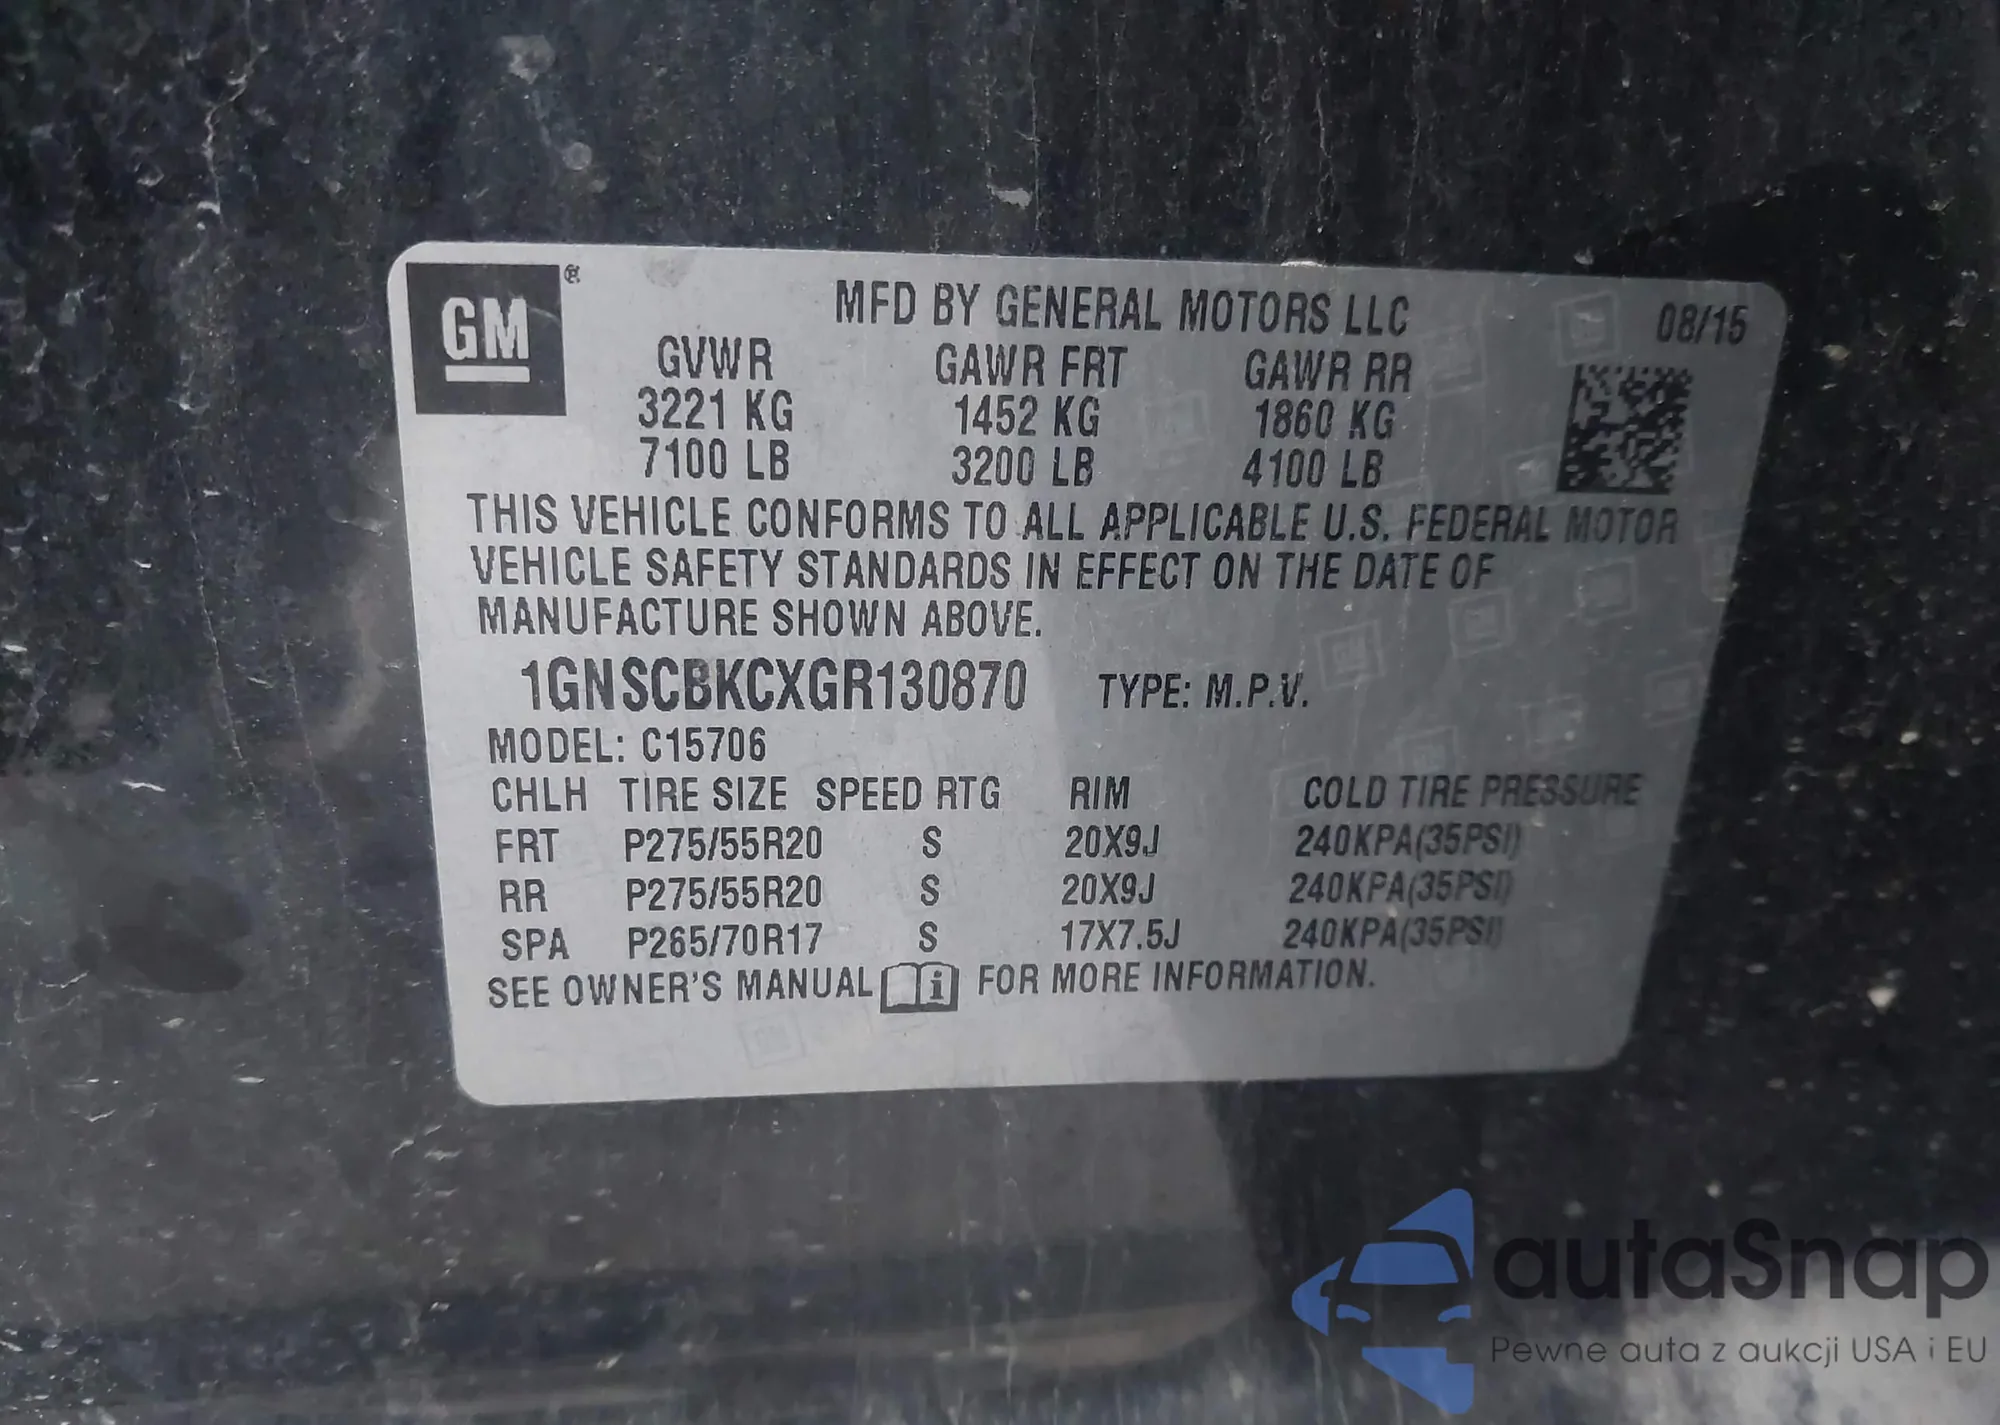 GM ®
MFD BY GENERAL MOTORS LLC 08/15
GVWR GAWR FRT GAWR RR
3221 KG 1452 KG 1860 KG
7100 LB 3200 LB 4100 LB
THIS VEHICLE CONFORMS TO ALL APPLICABLE U.S. FEDERAL MOTOR
VEHICLE SAFETY STANDARDS IN EFFECT ON THE DATE OF
MANUFACTURE SHOWN ABOVE.
1GNSCBKCXGR130870 TYPE: M.P.V.
MODEL: C15706
CHLH TIRE SIZE SPEED RTG RIM COLD TIRE PRESSURE
FRT P275/55R20 S 20X9J 240KPA(35PSI)
RR P275/55R20 S 20X9J 240KPA(35PSI)
SPA P265/70R17 S 17X7.5J 240KPA(35PSI)
SEE OWNER'S MANUAL i FOR MORE INFORMATION.
autaSnap
Pewne auta z aukcji USA i EU